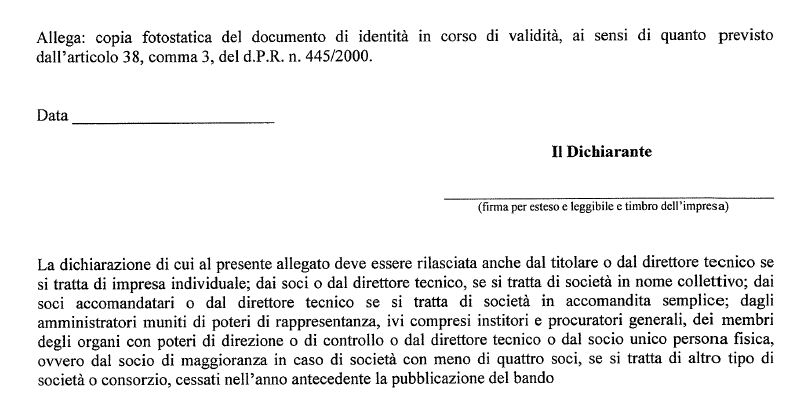 Allega: copia fotostatica del documento di identità in corso di validità, ai sensi di quanto previsto
dall'articolo 38, comma 3, del d.P.R. n. 445/2000.
Data
Il Dichiarante
(firma per esteso e leggibile e timbro dell'impresa)
La dichiarazione di cui al presente allegato deve essere rilasciata anche dal titolare o dal direttore tecnico se
si tratta di impresa individuale; dai soci o dal direttore tecnico, se si tratta di società in nome collettivo; dai
soci accomandatari o dal direttore tecnico se si tratta di società in accomandita semplice; dagli
amministratori muniti di poteri di rappresentanza, ivi compresi institori e procuratori generali, dei membri
degli organi con poteri di direzione o di controllo o dal direttore tecnico o dal socio unico persona fisica,
ovvero dal socio di maggioranza in caso di società con meno di quattro soci, se si tratta di altro tipo di
società o consorzio, cessati nell'anno antecedente la pubblicazione del bando